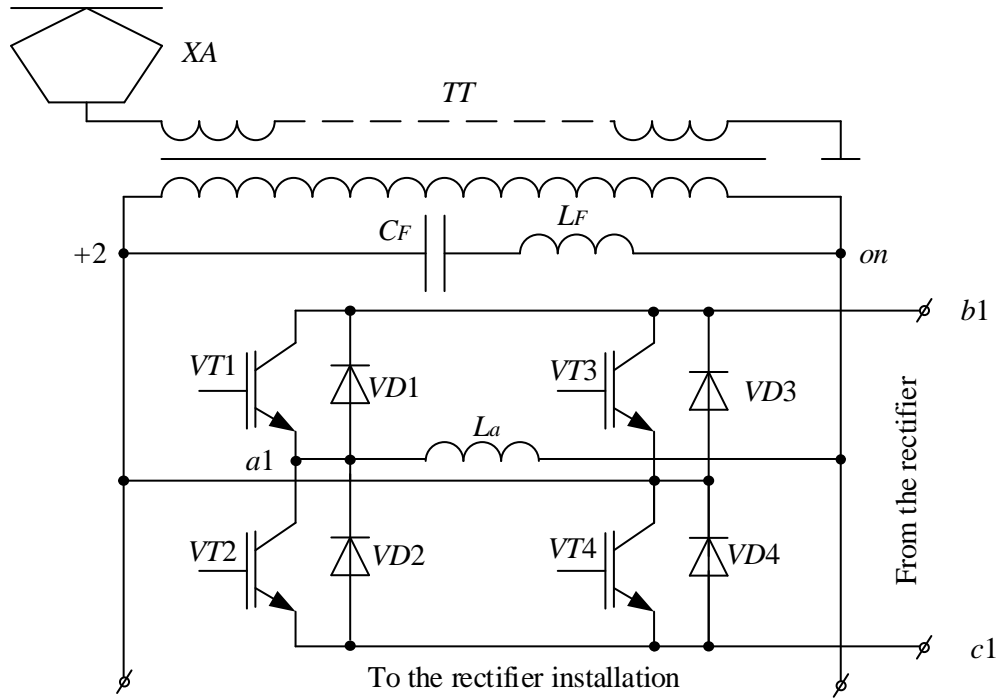 XA
TT
CF
LF
+2
on
b1
VT1
VD1
VT3
VD3
La
a1
VT2
VD2
VT4
VD4
From the rectifier
c1
To the rectifier installation